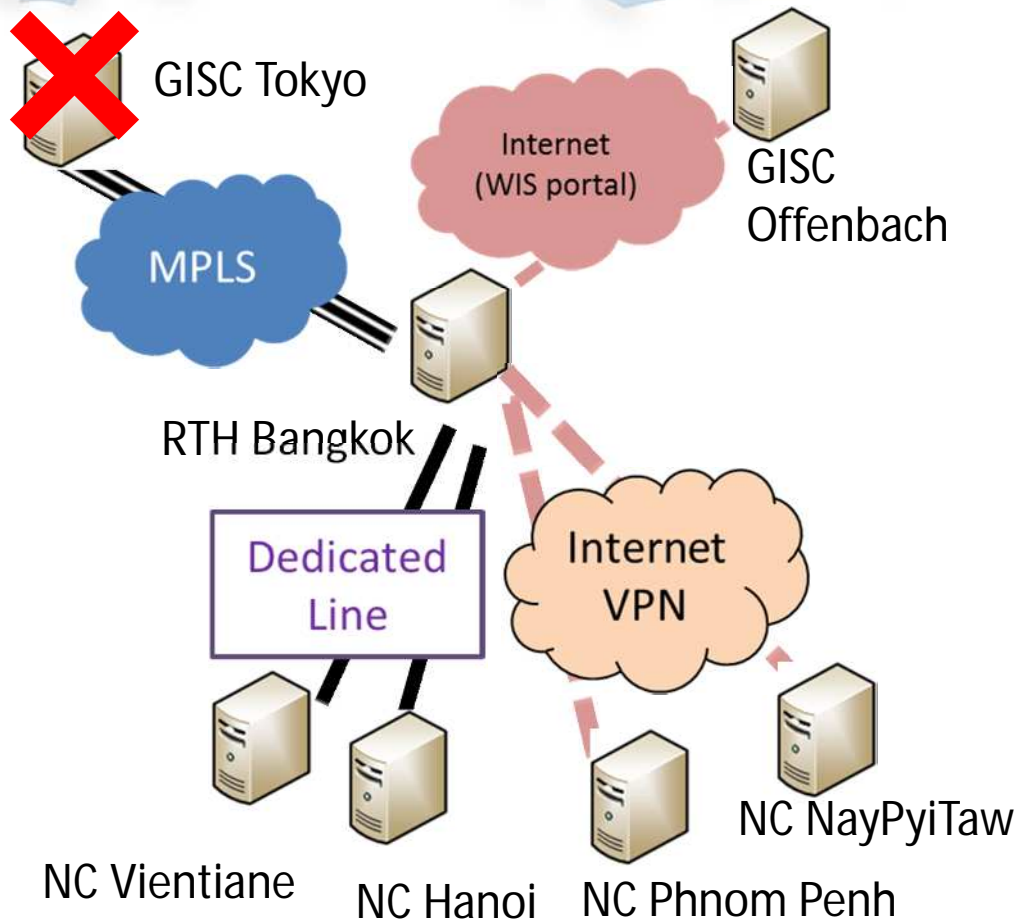 GISC Tokyo
Internet
(WIS portal)
GISC
Offenbach
MPLS
RTH Bangkok
Dedicated
Line
Internet
VPN
NC NayPyiTaw
NC Vientiane
NC Hanoi
NC Phnom Penh